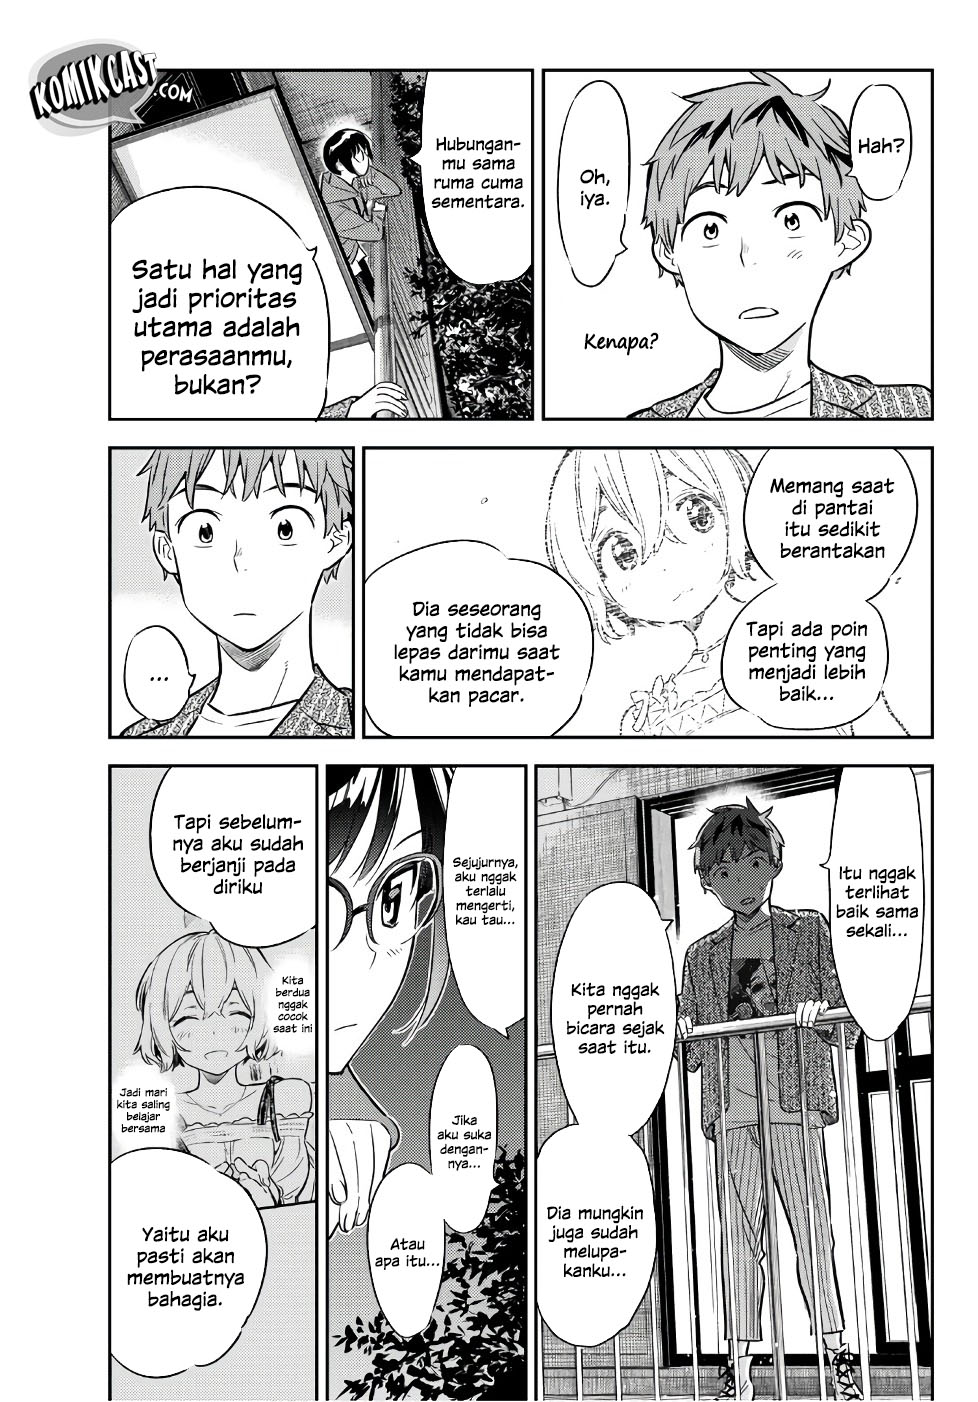 KOMIKCAST
.COM
Hah?
Oh,
iya.
Kenapa?
Hubungan-
mu sama
ruma cuma
sementara.
Satu hal yang
jadi prioritas
utama adalah
perasaanmu,
bukan?
Memang saat
di pantai
itu sedikit
berantakan
Tapi ada poin
penting yang
menjadi lebih
baik...
Dia seseorang
yang tidak bisa
lepas darimu saat
kamu mendapat-
kan pacar.
...
Itu nggak
terlihat
baik sama
sekali...
Kita nggak
pernah
bicara sejak
saat itu.
Dia mungkin
juga sudah
melupa-
kanku...
Sejujurnya,
aku nggak
terlalu
mengerti,
kau tau...
Jika
aku suka
dengan-
nya...
Atau
apa itu...
Tapi sebelum-
nya aku sudah
berjanji pada
diriku
Kita
berdua
nggak
cocok
saat ini
Jadi mari
kita saling
belajar
bersama
Yaitu aku
pasti akan
membuatnya
bahagia.